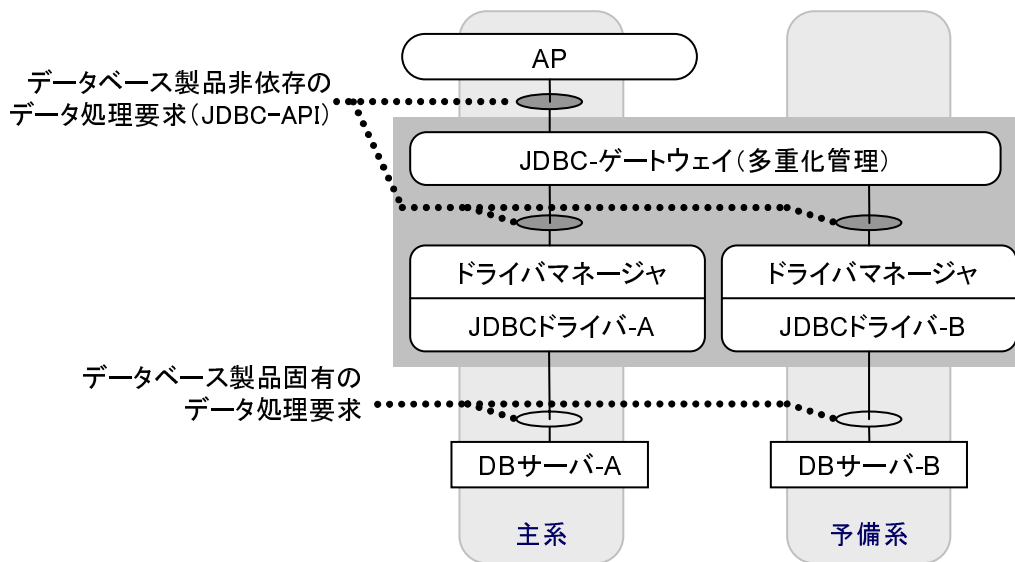 AP
データベース製品非依存の
データ処理要求(JDBC-API)
JDBC-ゲートウェイ(多重化管理)
ドライバマネージャ
ドライバマネージャ
JDBCドライバ-A
JDBCドライバ-B
データベース製品固有の
データ処理要求
DBサーバ-A
DBサーバ-B
主系
予備系